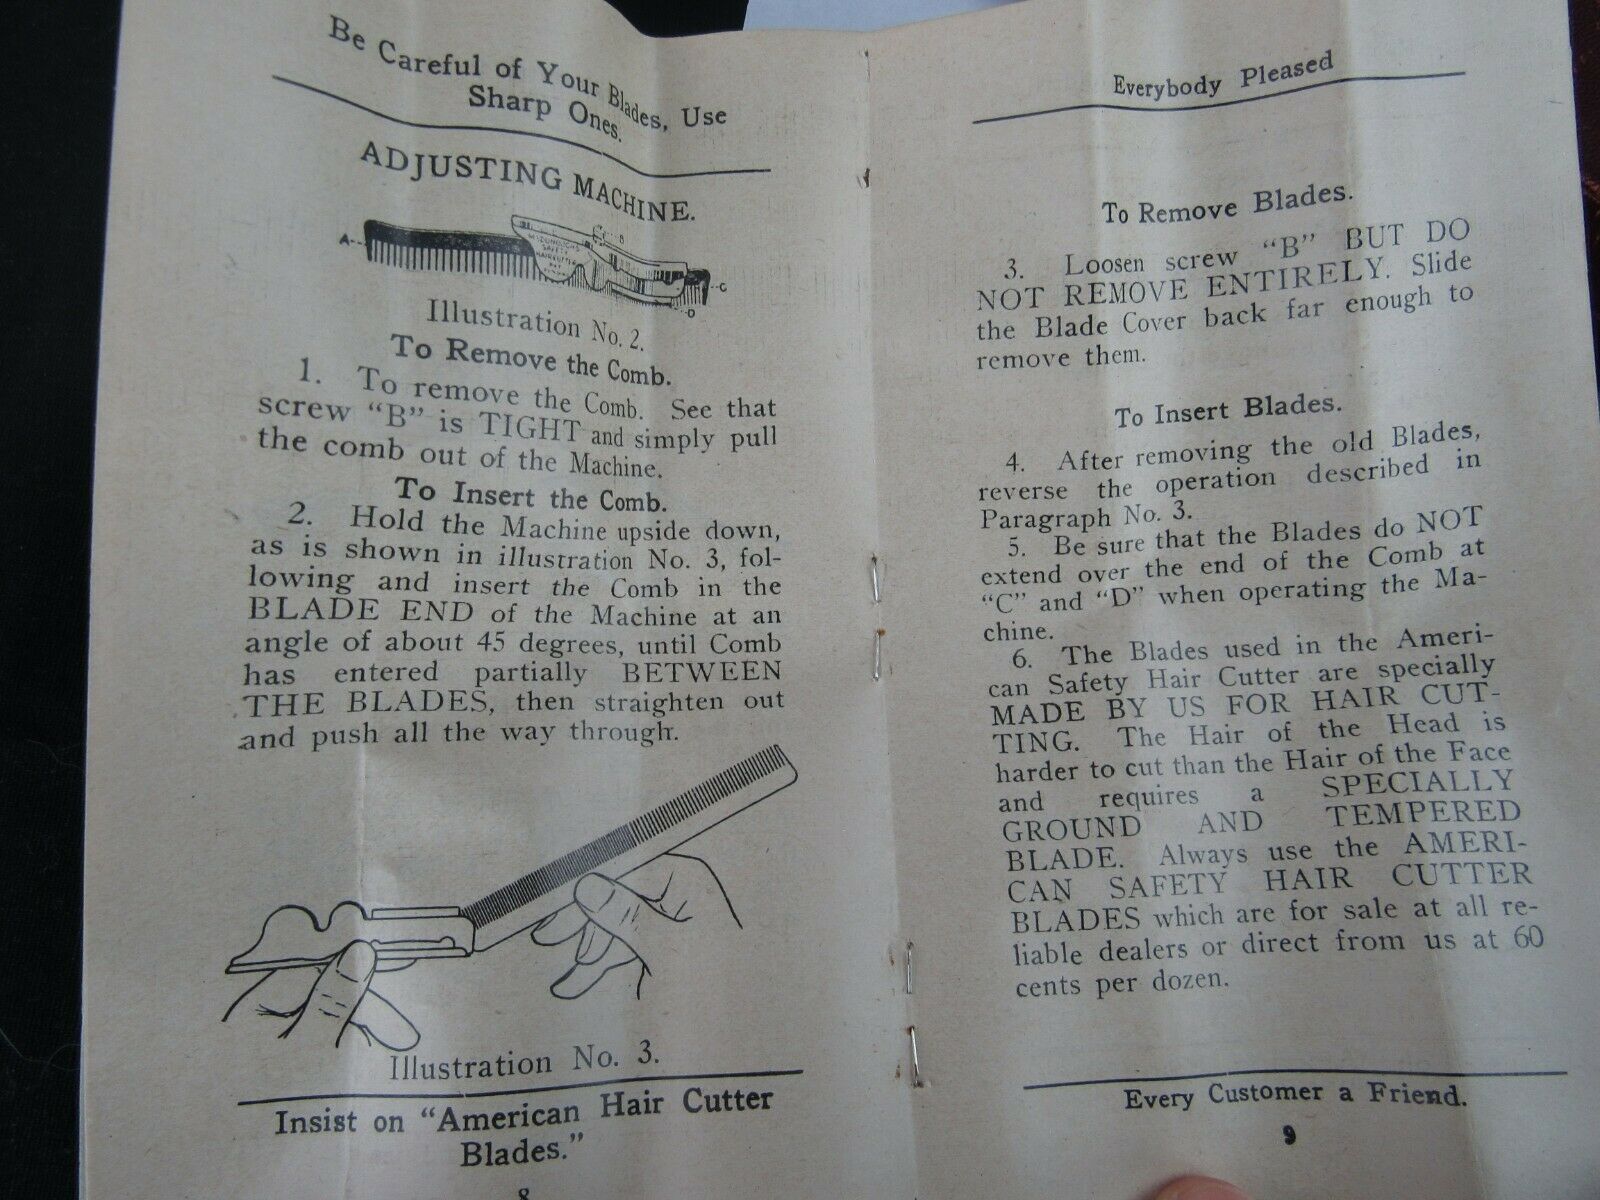 Be Careful of Your Blades, Use
Sharp Ones.
ADJUSTING MACHINE.
A
B
SAFETY
C
D
Illustration No. 2.
To Remove the Comb.
1. To remove the Comb. See that
screw "B" is TIGHT and simply pull
the comb out of the Machine.
To Insert the Comb.
2. Hold the Machine upside down,
as is shown in illustration No. 3, fol-
lowing and insert the Comb in the
BLADE END of the Machine at an
angle of about 45 degrees, until Comb
has entered partially BETWEEN
THE BLADES, then straighten out
and push all the way through.
Illustration No. 3.
Insist on "American Hair Cutter
Blades."
8
Everybody Pleased
To Remove Blades.
3. Loosen screw "B" BUT DO
NOT REMOVE ENTIRELY. Slide
the Blade Cover back far enough to
remove them.
To Insert Blades.
4. After removing the old Blades,
reverse the operation described in
Paragraph No. 3.
5. Be sure that the Blades do NOT
extend over the end of the Comb at
"C" and "D" when operating the Ma-
chine.
6. The Blades used in the Ameri-
can Safety Hair Cutter are specially
MADE BY US FOR HAIR CUT-
TING. The Hair of the Head is
harder to cut than the Hair of the Face
and requires a SPECIALLY
GROUND AND TEMPERED
BLADE. Always use the AMERI-
CAN SAFETY HAIR CUTTER
BLADES which are for sale at all re-
liable dealers or direct from us at 60
cents per dozen.
Every Customer a Friend.
9